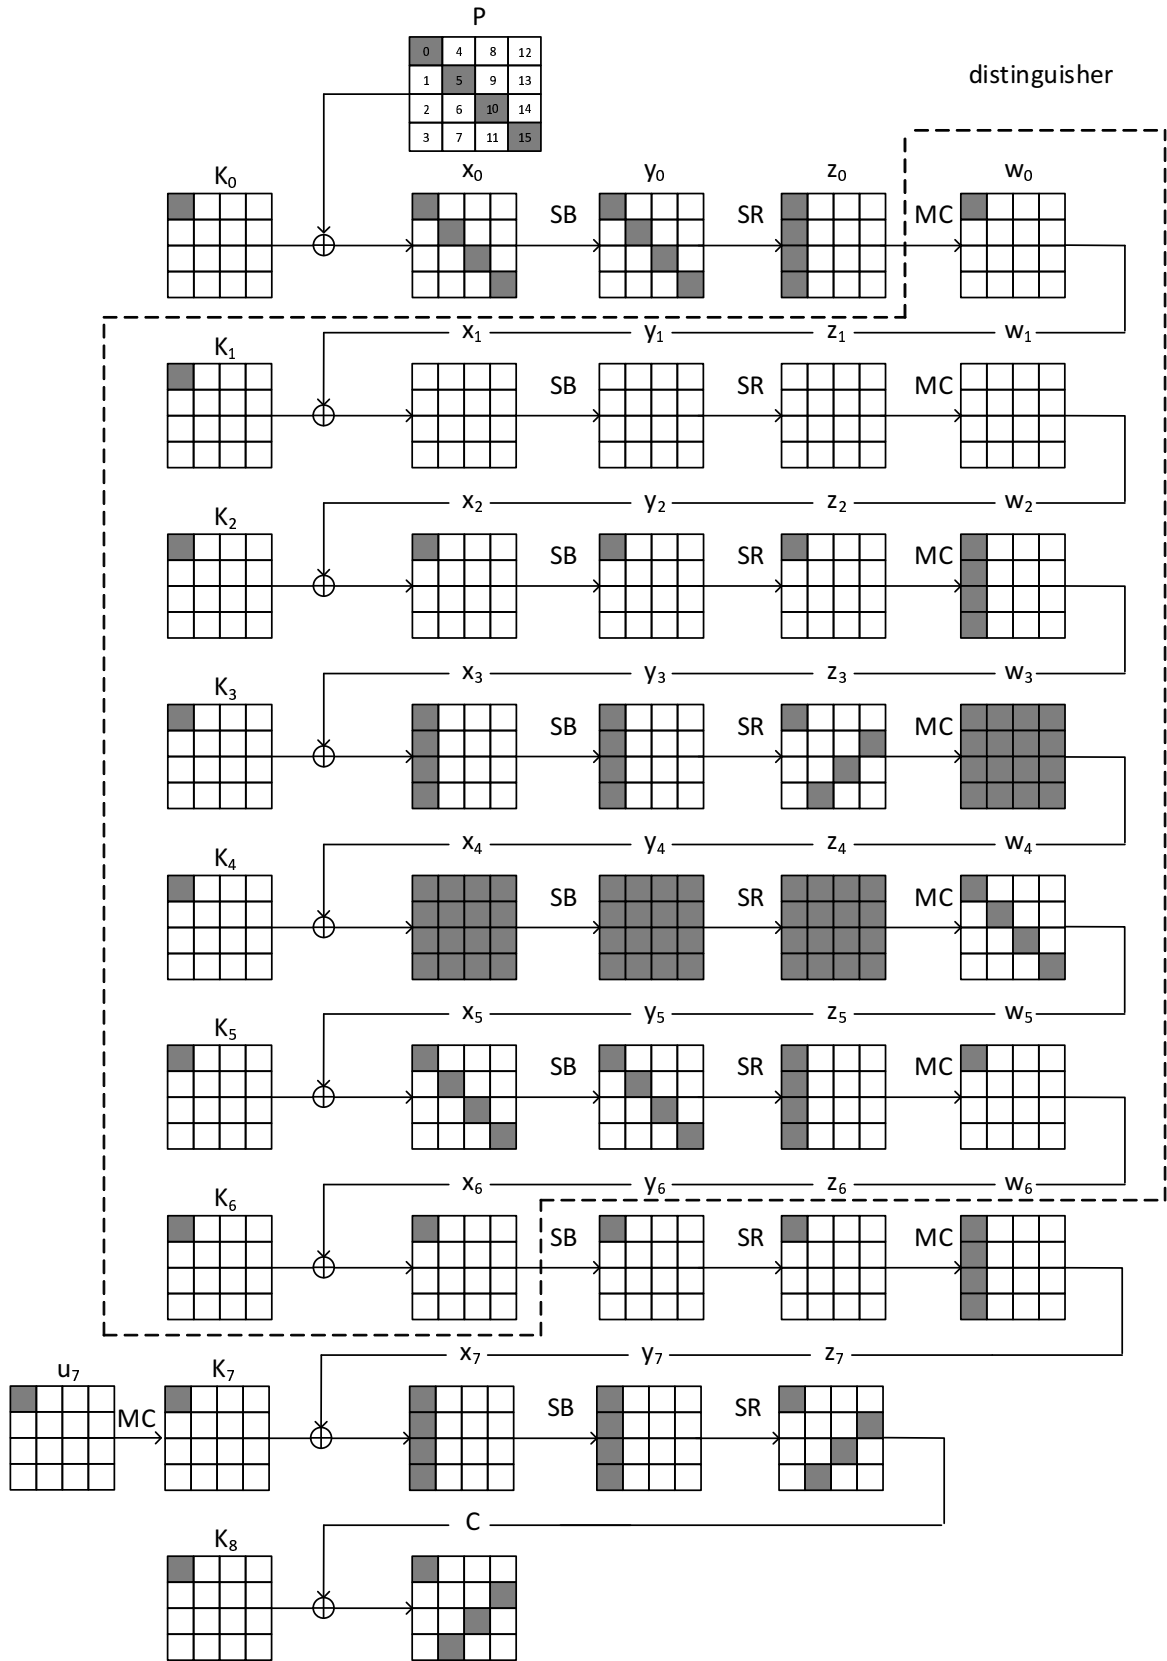 P
0 4 8 12
1 5 9 13
2 6 10 14
3 7 11 15
distinguisher
K₀ x₀ SB y₀ SR z₀ MC w₀
K₁ x₁ SB y₁ SR z₁ MC w₁
K₂ x₂ SB y₂ SR z₂ MC w₂
K₃ x₃ SB y₃ SR z₃ MC w₃
K₄ x₄ SB y₄ SR z₄ MC w₄
K₅ x₅ SB y₅ SR z₅ MC w₅
K₆ x₆ SB y₆ SR z₆ MC w₆
u₇ MC K₇ x₇ SB y₇ SR z₇
K₈ C